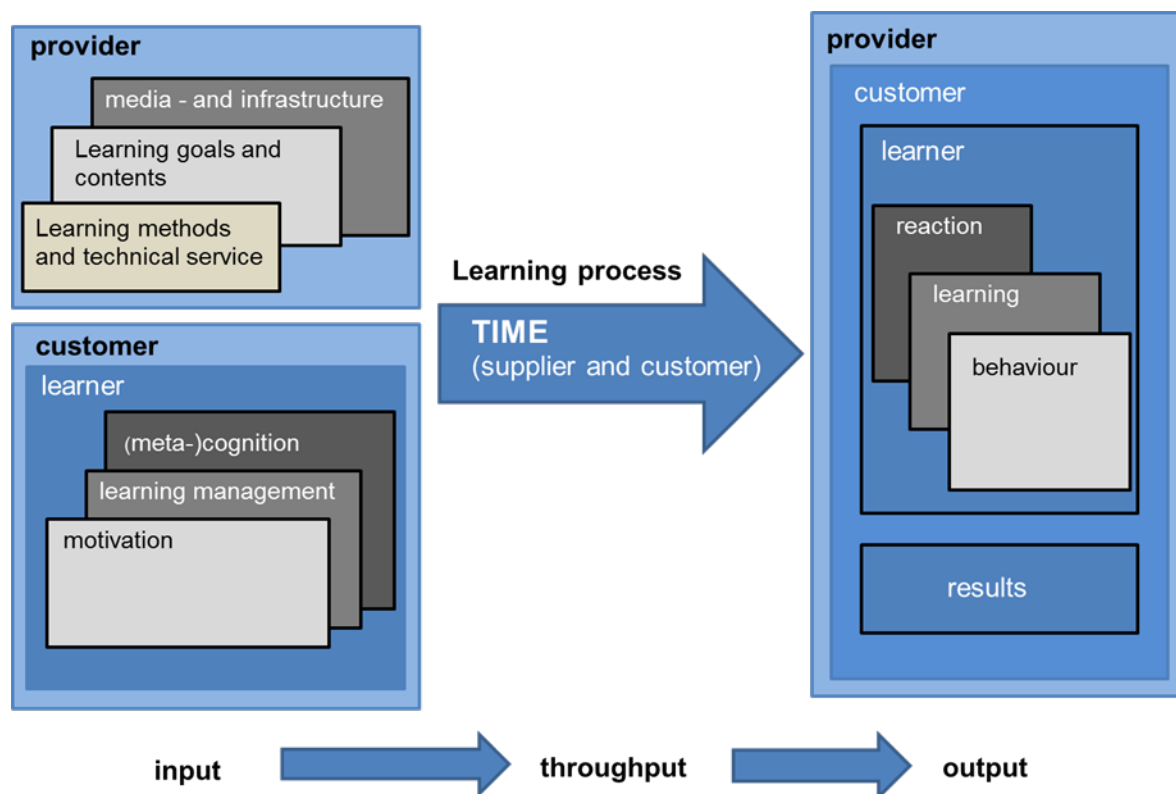 provider
media - and infrastructure
Learning goals and
contents
Learning methods
and technical service
customer
learner
(meta-)cognition
learning management
motivation
Learning process
TIME
(supplier and customer)
provider
customer
learner
reaction
learning
behaviour
results
input
throughput
output